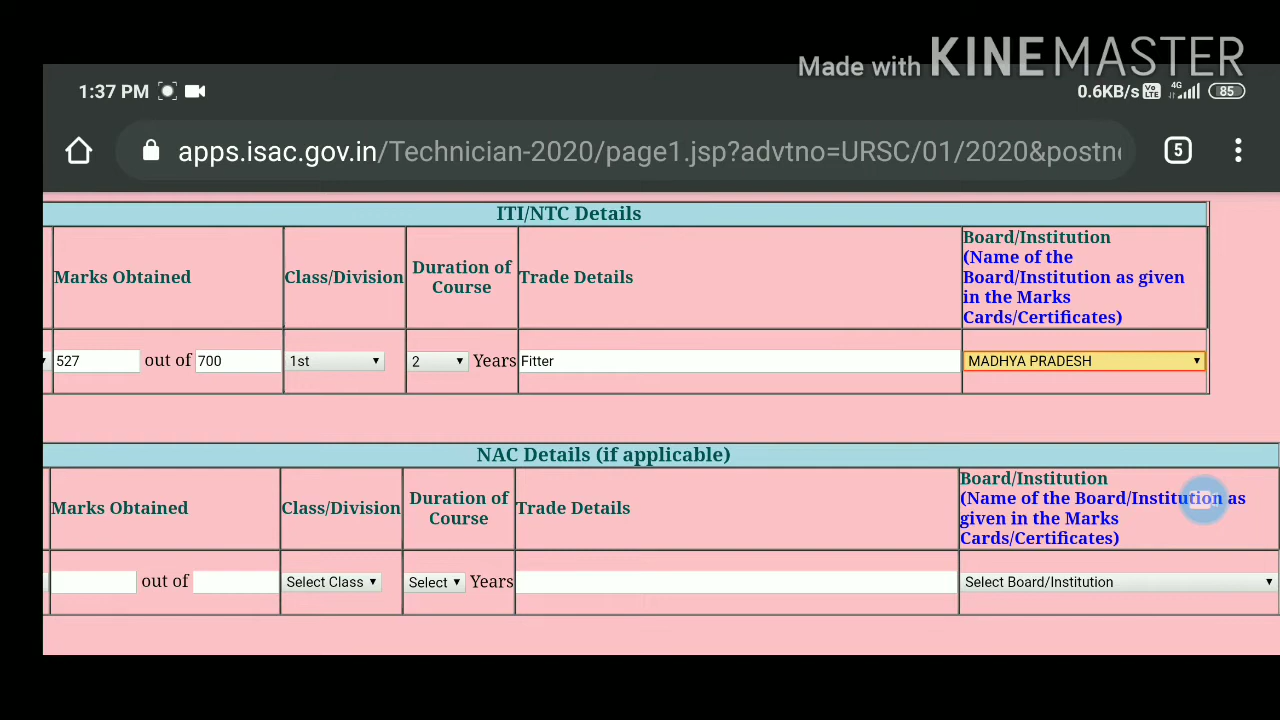 Made with KINEMASTER
1:37 PM 0.6KB/s Vo LTE 4G 85
apps.isac.gov.in/Technician-2020/page1.jsp?advtno=URSC/01/2020&postn
ITI/NTC Details
Marks Obtained
Class/Division
Duration of
Course
Trade Details
Board/Institution
(Name of the
Board/Institution as given
in the Marks
Cards/Certificates)
527 out of 700 1st 2 Years Fitter MADHYA PRADESH
NAC Details (if applicable)
Marks Obtained
Class/Division
Duration of
Course
Trade Details
Board/Institution
(Name of the Board/Institution as
given in the Marks
Cards/Certificates)
out of Select Class Select Years Select Board/Institution
5